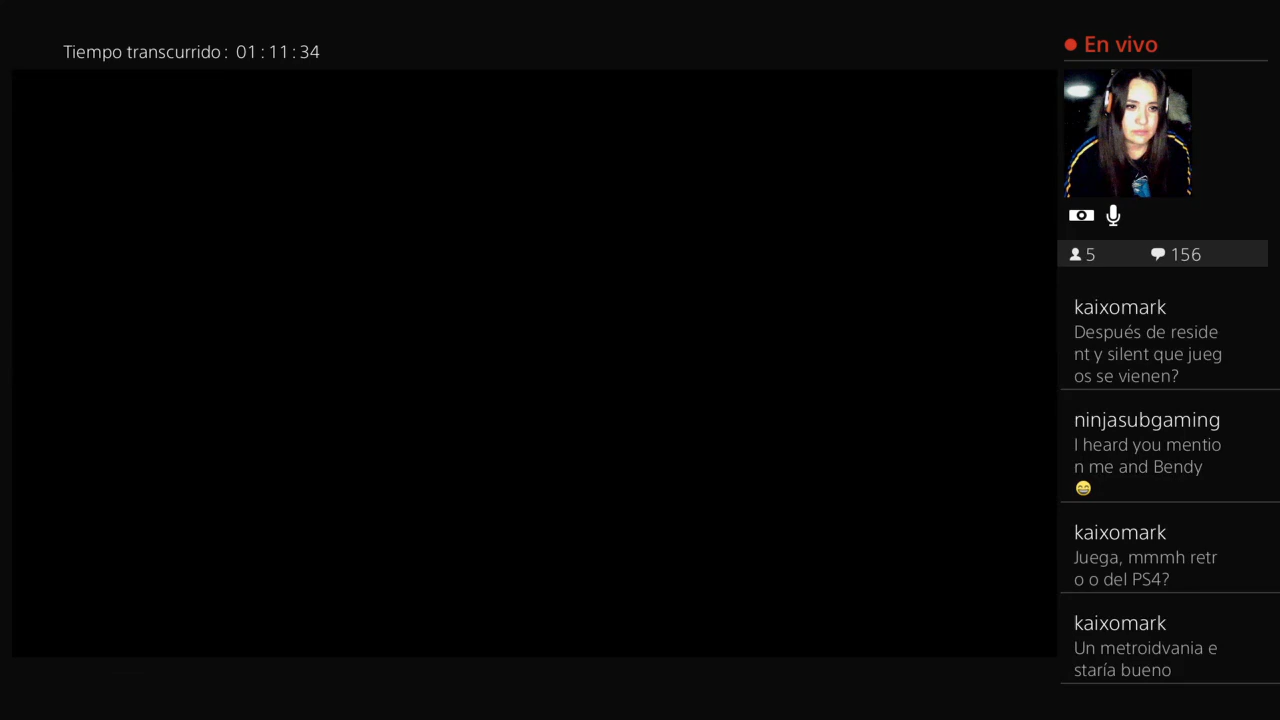 Tiempo transcurrido : 01 : 11 : 34
En vivo
5 156
kaixomark
Después de reside
nt y silent que jueg
os se vienen?
ninjasubgaming
I heard you mentio
n me and Bendy
😄
kaixomark
Juega, mmmh retr
o o del PS4?
kaixomark
Un metroidvania e
staría bueno